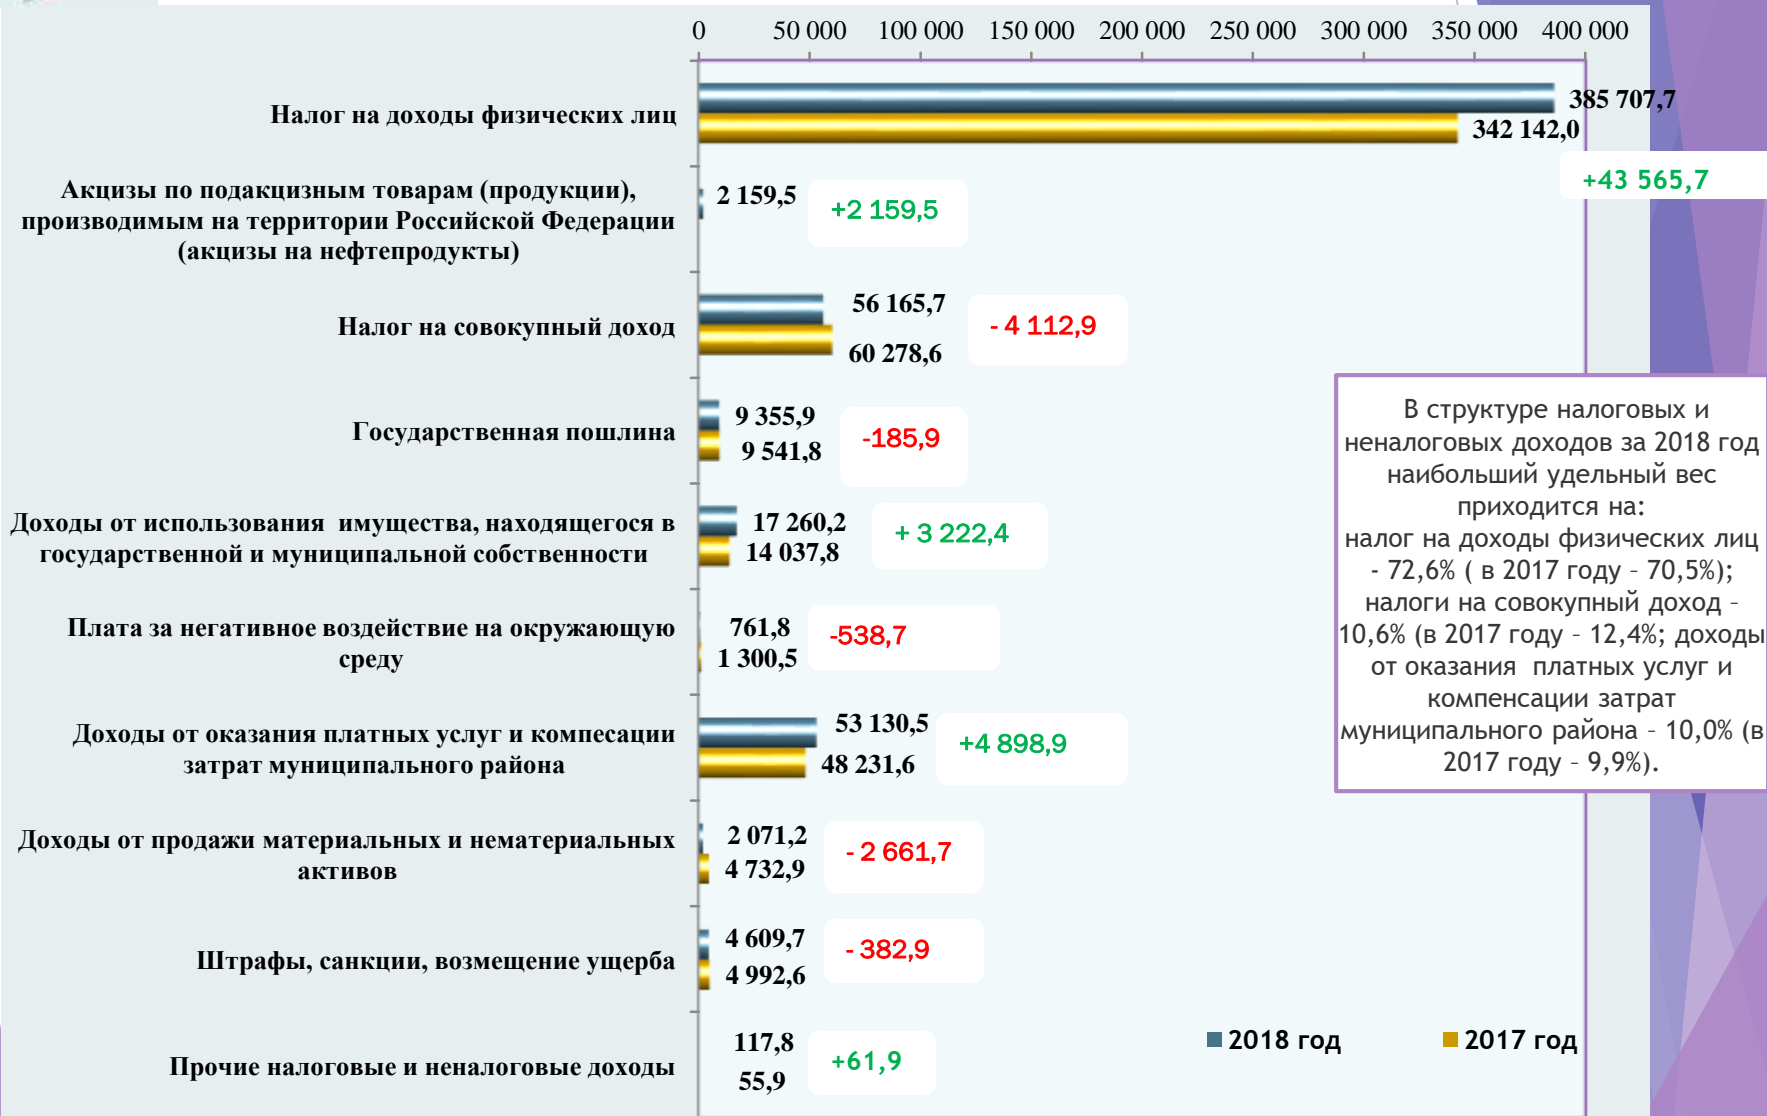 0 50 000 100 000 150 000 200 000 250 000 300 000 350 000 400 000
Налог на доходы физических лиц
385 707,7
342 142,0
+43 565,7
Акцизы по подакцизным товарам (продукции),
производимым на территории Российской Федерации
(акцизы на нефтепродукты)
2 159,5
+2 159,5
Налог на совокупный доход
56 165,7
60 278,6
- 4 112,9
Государственная пошлина
9 355,9
9 541,8
-185,9
Доходы от использования имущества, находящегося в
государственной и муниципальной собственности
17 260,2
14 037,8
+ 3 222,4
Плата за негативное воздействие на окружающую
среду
761,8
1 300,5
-538,7
Доходы от оказания платных услуг и компесации
затрат муниципального района
53 130,5
48 231,6
+4 898,9
Доходы от продажи материальных и нематериальных
активов
2 071,2
4 732,9
- 2 661,7
Штрафы, санкции, возмещение ущерба
4 609,7
4 992,6
- 382,9
Прочие налоговые и неналоговые доходы
117,8
55,9
+61,9
2018 год 2017 год
В структуре налоговых и
неналоговых доходов за 2018 год
наибольший удельный вес
приходится на:
налог на доходы физических лиц
- 72,6% ( в 2017 году – 70,5%);
налоги на совокупный доход –
10,6% (в 2017 году – 12,4%; доходы
от оказания платных услуг и
компенсации затрат
муниципального района – 10,0% (в
2017 году – 9,9%).